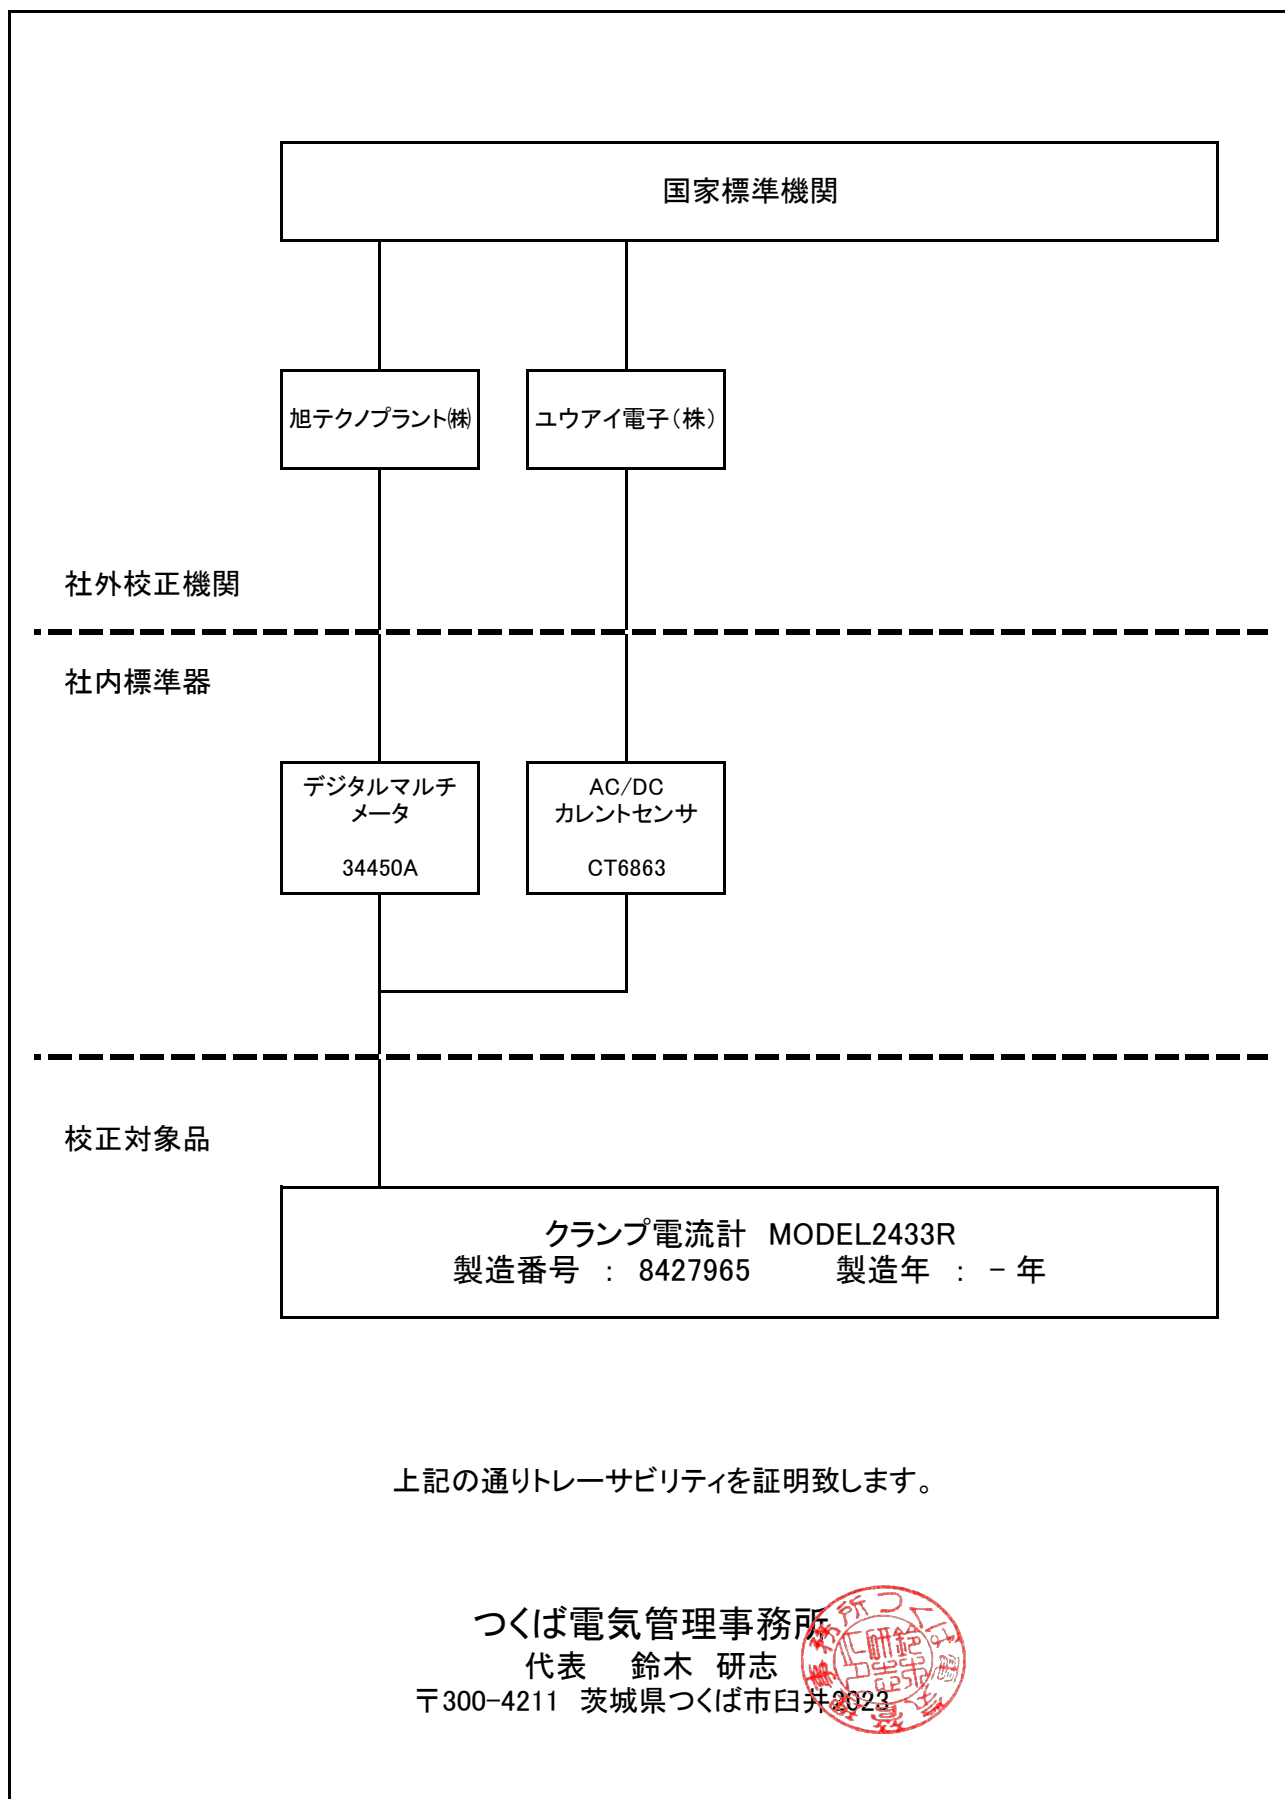 国家標準機関
旭テクノプラント㈱
ユウアイ電子（株）
社外校正機関
社内標準器
デジタルマルチ
メータ
34450A
AC/DC
カレントセンサ
CT6863
校正対象品
クランプ電流計　MODEL2433R
製造番号　：　8427965　　製造年　：　－ 年
上記の通りトレーサビリティを証明致します。
つくば電気管理事務所
代表　鈴木　研志
〒300-4211　茨城県つくば市臼井2023